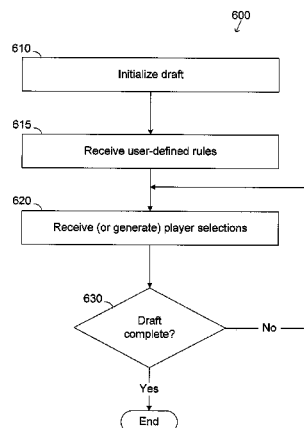 600
610
Initialize draft
615
Receive user-defined rules
620
Receive (or generate) player selections
630
Draft
complete?
No
Yes
End